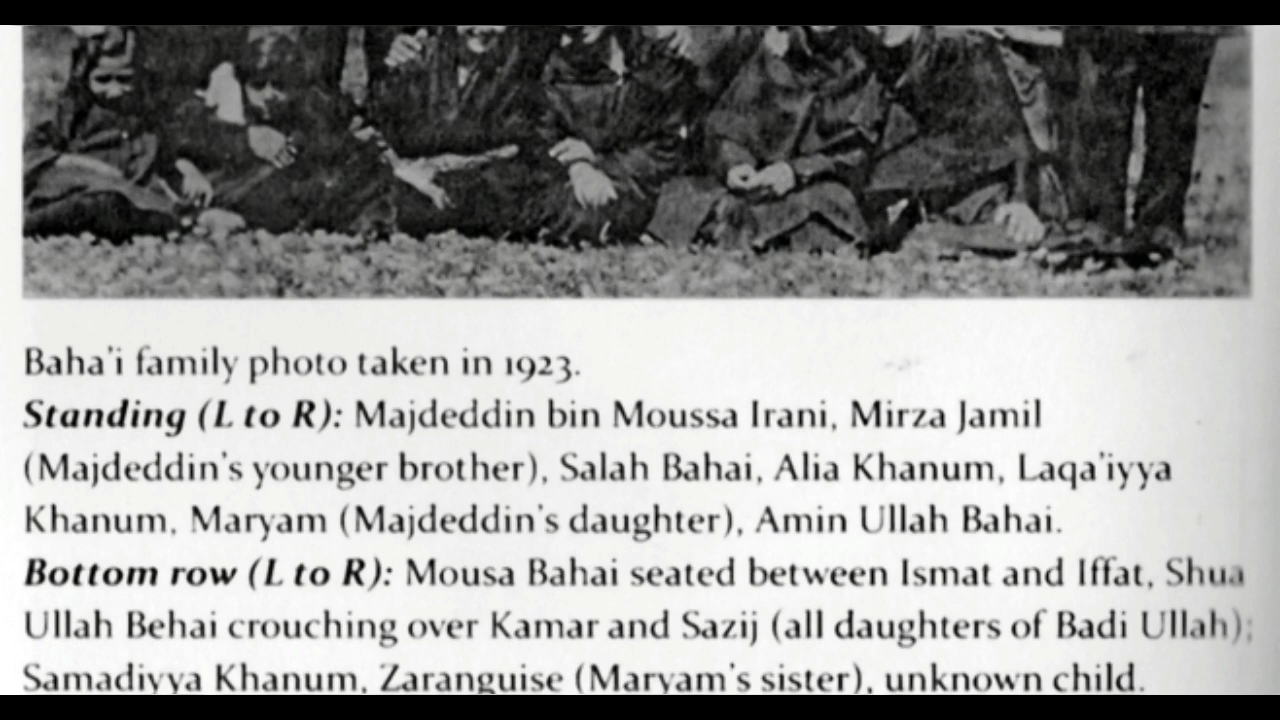 Baha'i family photo taken in 1923.
Standing (L to R): Majdeddin bin Moussa Irani, Mirza Jamil
(Majdeddin's younger brother), Salah Bahai, Alia Khanum, Laqa'iyya
Khanum, Maryam (Majdeddin's daughter), Amin Ullah Bahai.
Bottom row (L to R): Mousa Bahai seated between Ismat and Iffat, Shua
Ullah Behai crouching over Kamar and Sazij (all daughters of Badi Ullah);
Samadiyya Khanum, Zaranguise (Maryam's sister), unknown child.